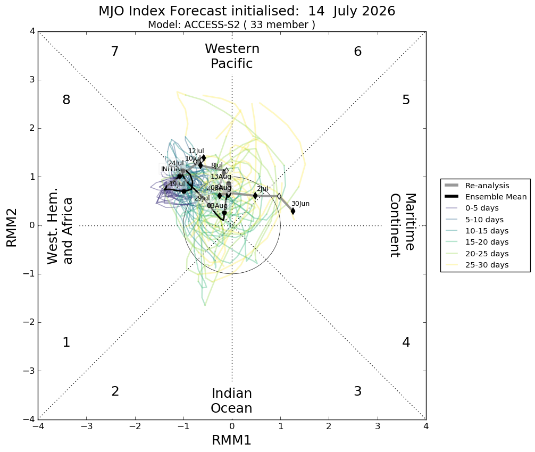 MJO Index Forecast initialised:  14  July 2026
Model: ACCESS-S2 ( 33 member )
4
3
2
1
0
−1
−2
−3
−4
−4
−3
−2
−1
0
1
2
3
4
RMM2
RMM1
7
Western
Pacific
6
8
5
West. Hem.
and Africa
Maritime
Continent
1
4
2
Indian
Ocean
3
12Jul
24Jul
13Aug
2Jul
30Jun
03Aug
Re-analysis
Ensemble Mean
0-5 days
5-10 days
10-15 days
15-20 days
20-25 days
25-30 days